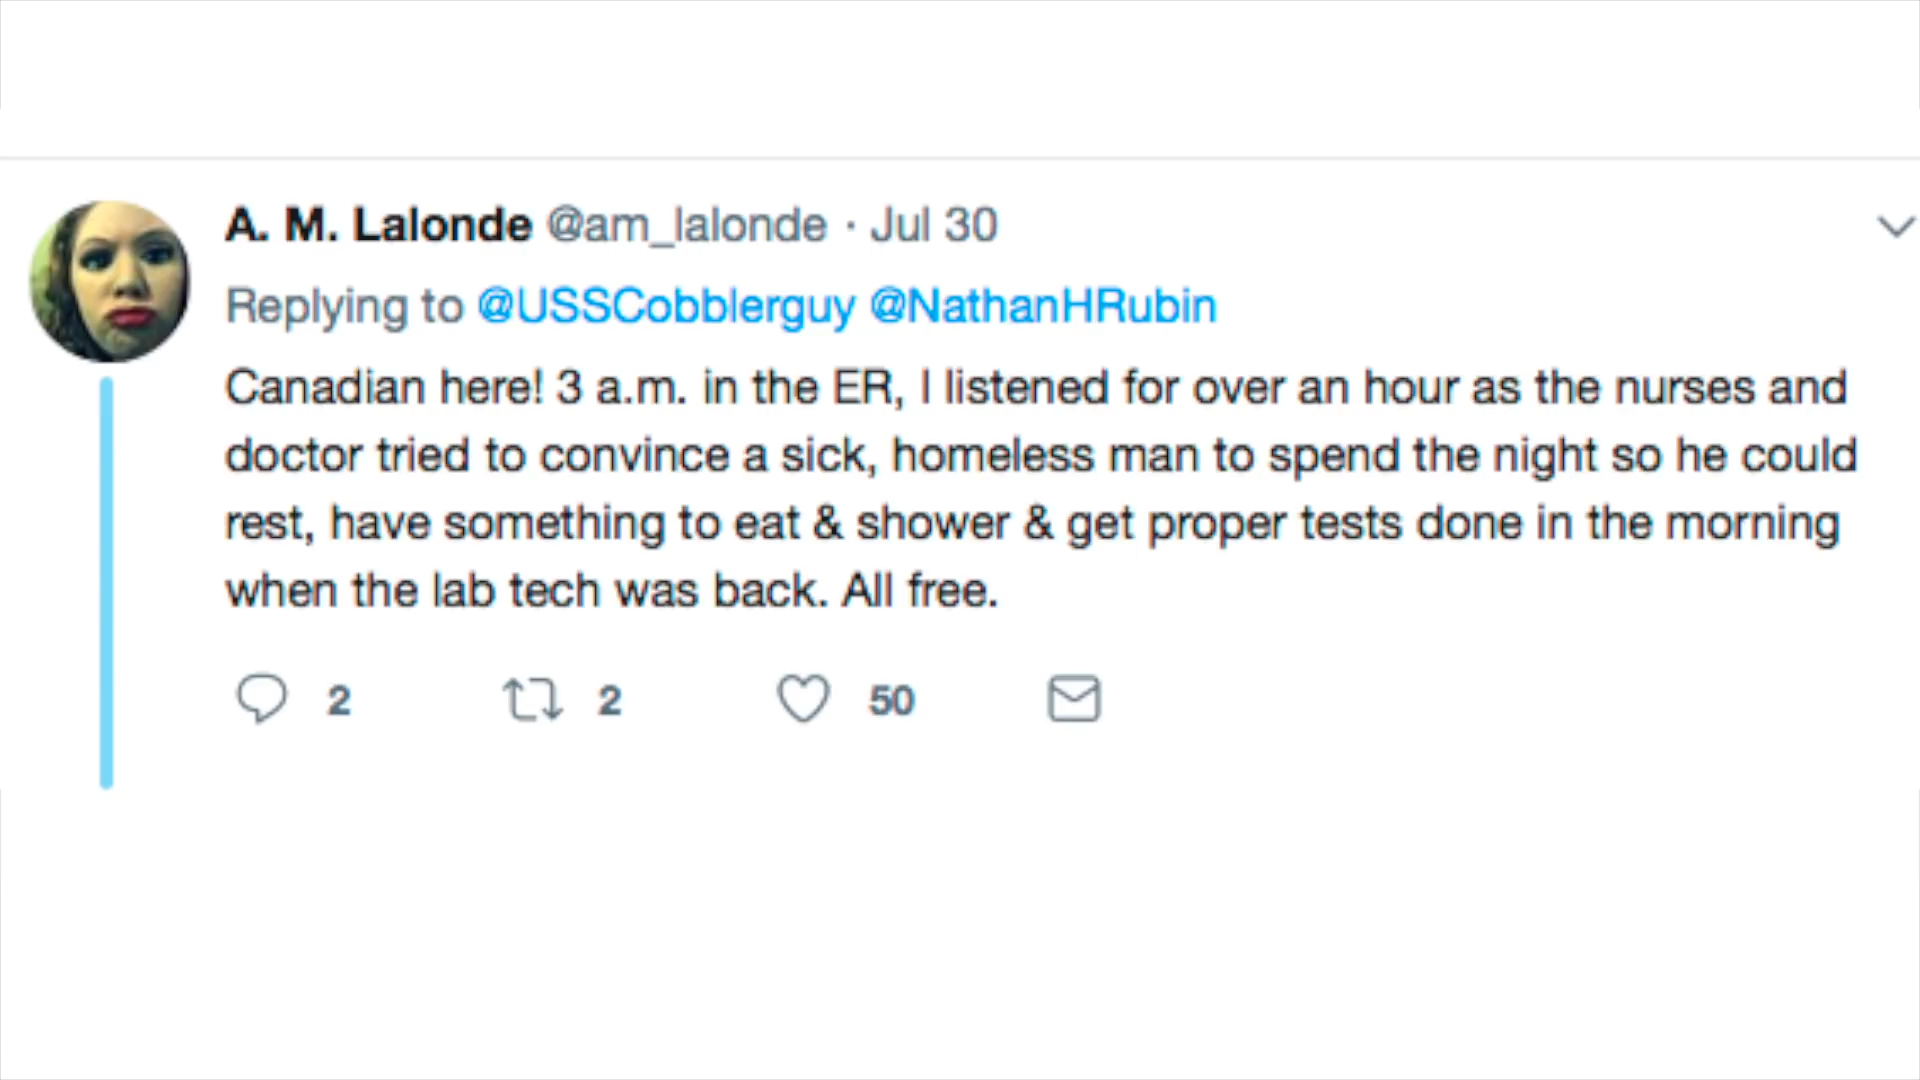 A. M. Lalonde @am_lalonde · Jul 30
Replying to @USSCobblerguy @NathanHRubin
Canadian here! 3 a.m. in the ER, I listened for over an hour as the nurses and
doctor tried to convince a sick, homeless man to spend the night so he could
rest, have something to eat & shower & get proper tests done in the morning
when the lab tech was back. All free.
2 2 50